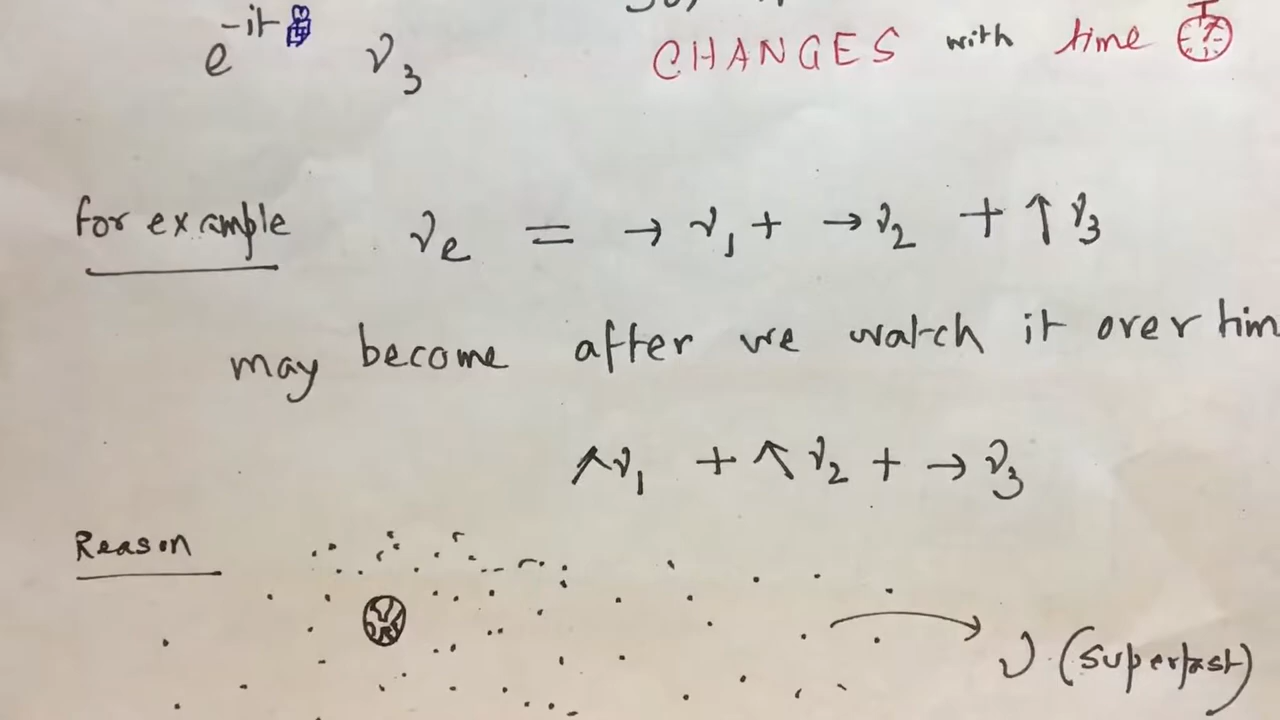 CHANGES with time
e^-it ν3
for example νe = → ν1 + → ν2 + ↑ ν3
may become after we watch it over tim
↗ν1 + ↖ ν2 + → ν3
Reason
ν (superfast)